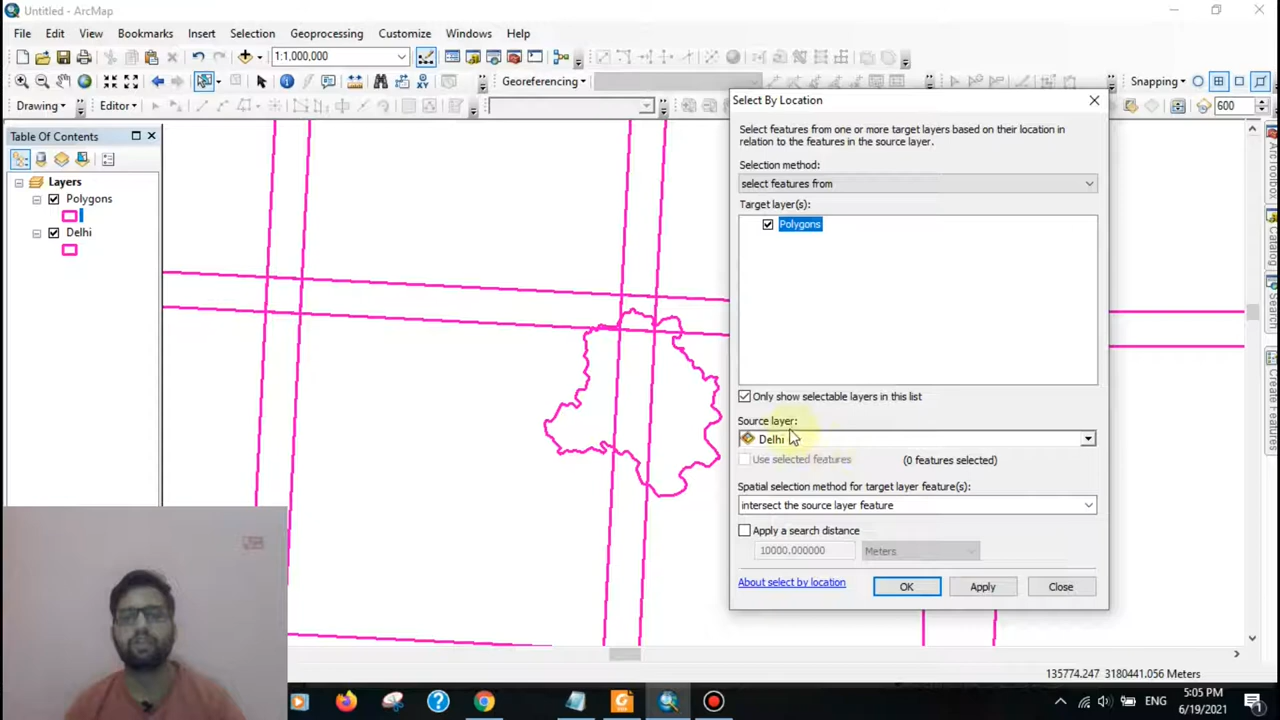 Untitled - ArcMap
File Edit View Bookmarks Insert Selection Geoprocessing Customize Windows Help
1:1,000,000
Georeferencing
Snapping
Drawing
Editor
600
Table Of Contents
Layers
Polygons
Delhi
Select By Location
Select features from one or more target layers based on their location in
relation to the features in the source layer.
Selection method:
select features from
Target layer(s):
Polygons
Only show selectable layers in this list
Source layer:
Delhi
Use selected features (0 features selected)
Spatial selection method for target layer feature(s):
intersect the source layer feature
Apply a search distance
10000.000000 Meters
About select by location
OK Apply Close
ArcToolbox
Catalog
Search
Create Features
135774.247 3180441.056 Meters
ENG
5:05 PM
6/19/2021